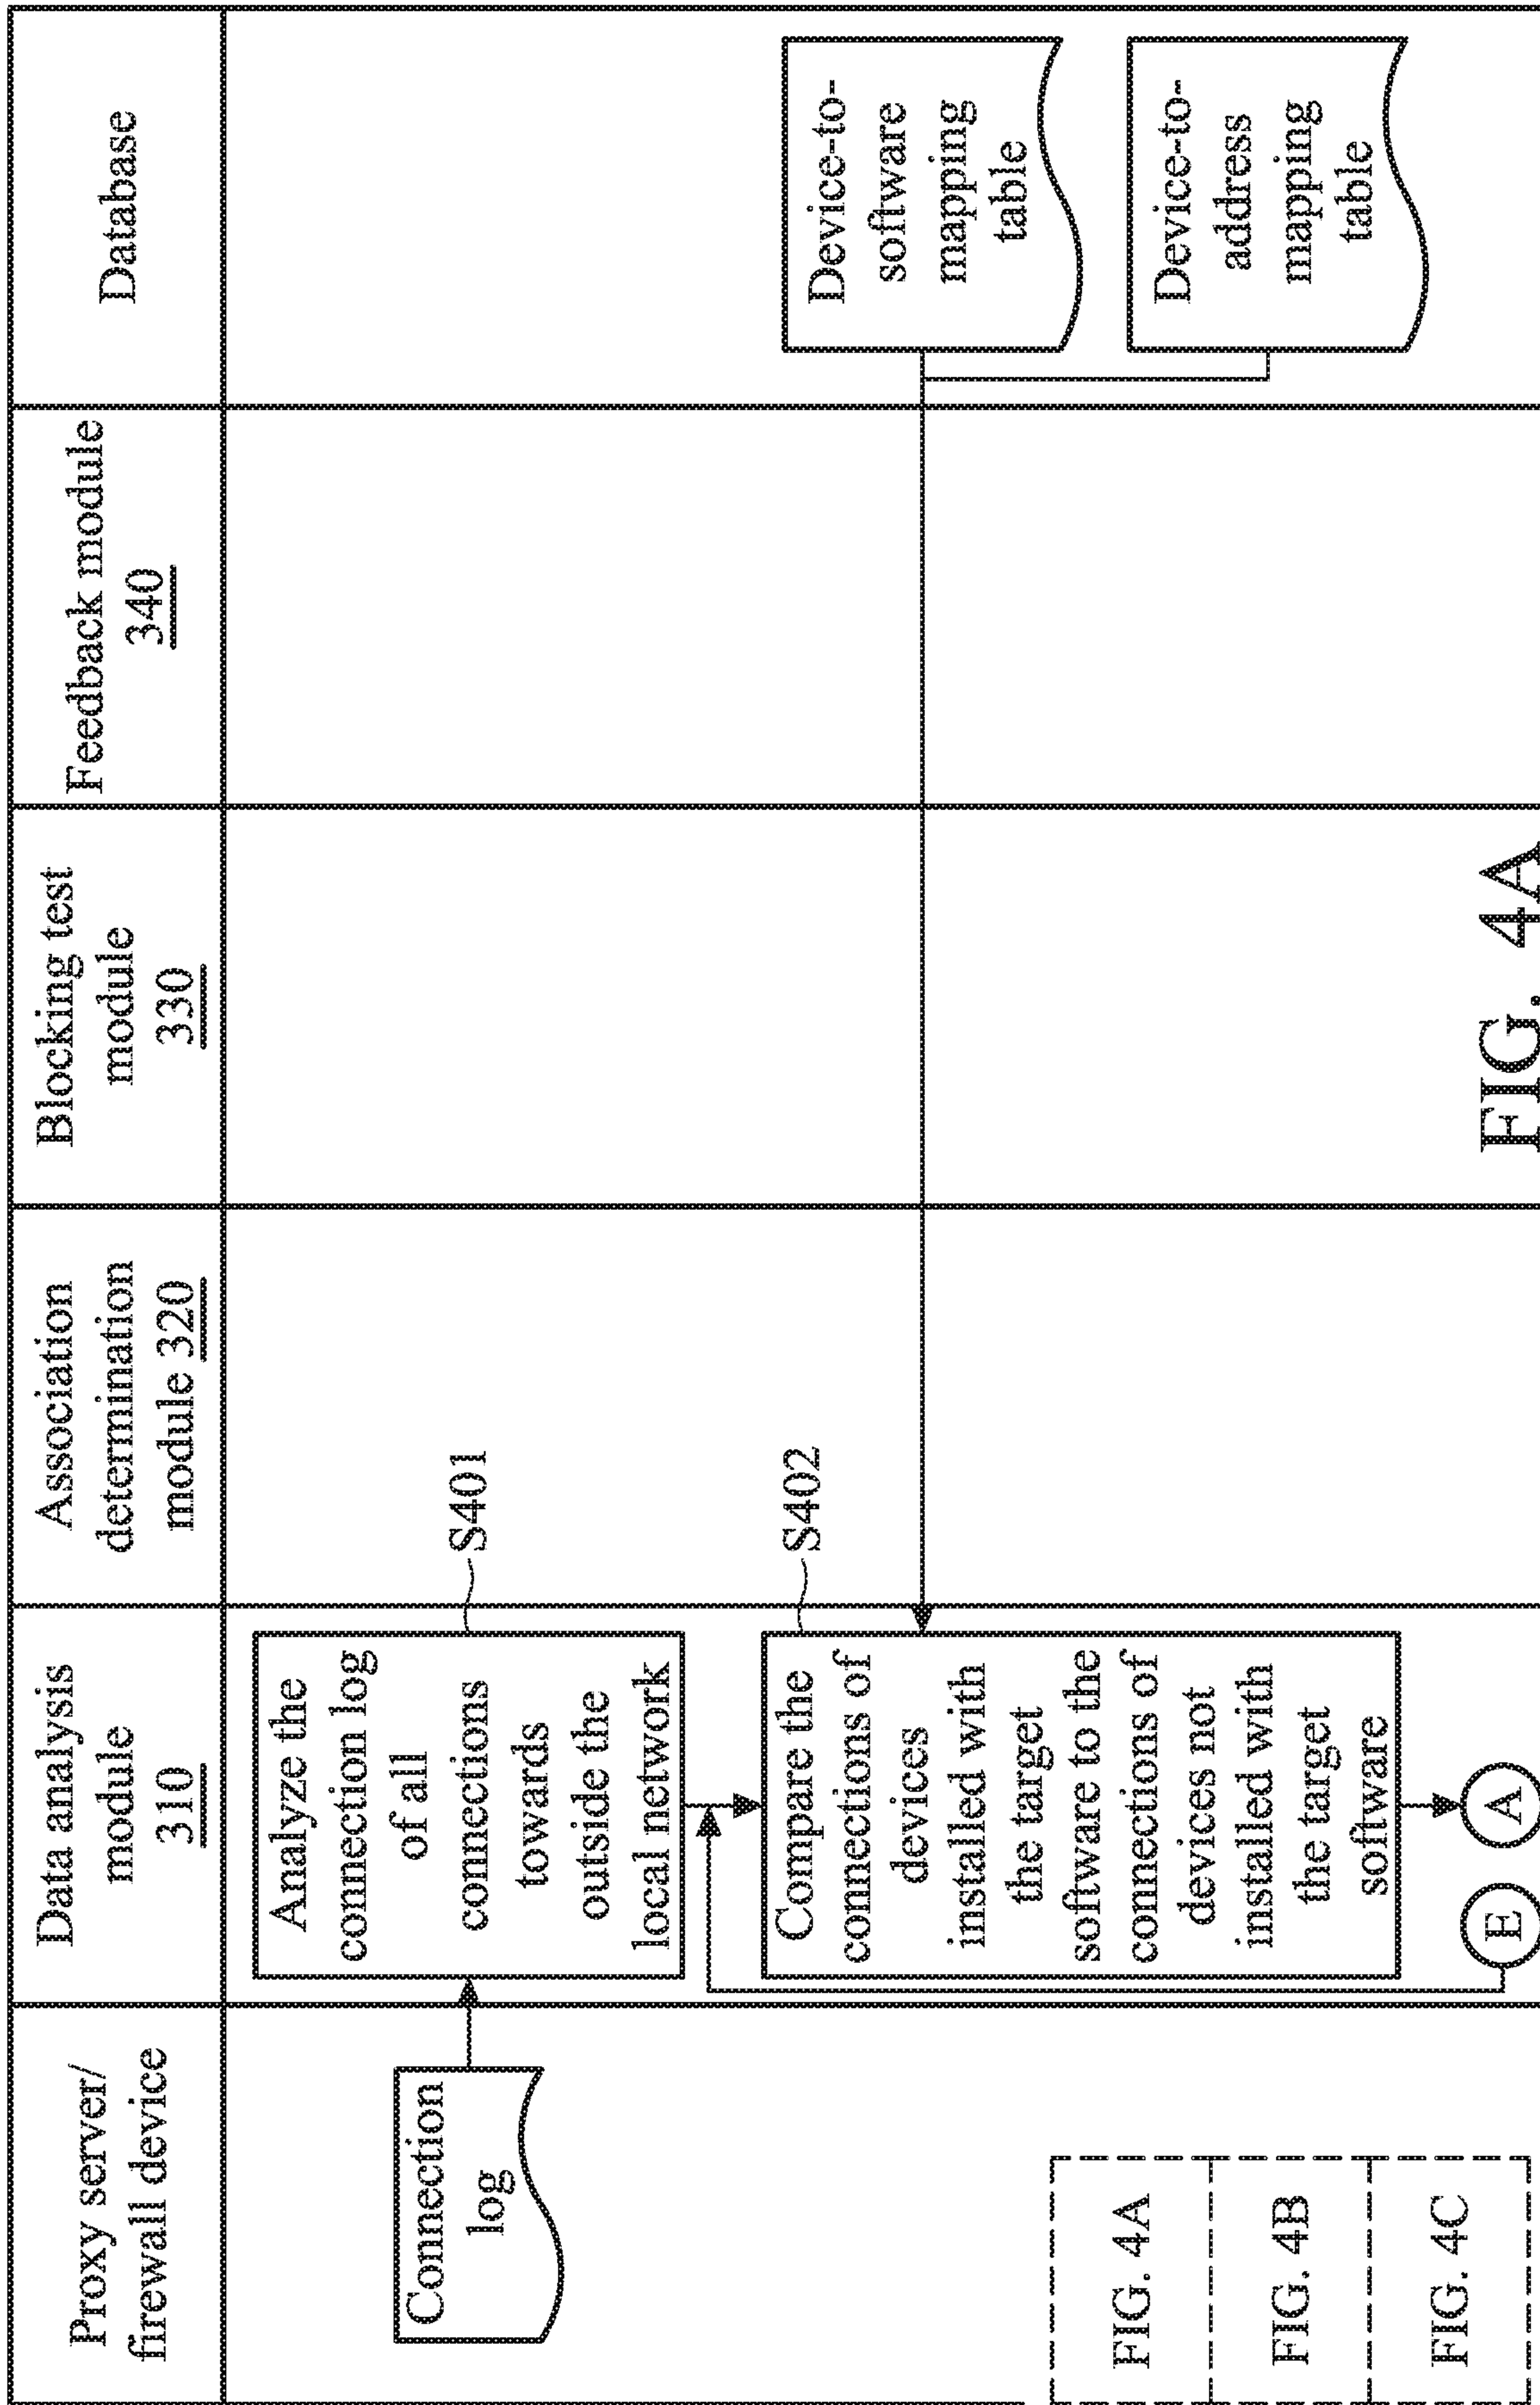 Proxy server/
firewall device
Data analysis
module
310
Association
determination
module 320
Blocking test
module
330
Feedback module
340
Database
Connection
log
Analyze the
connection log
of all
connections
towards
outside the
local network
S401
Compare the
connections of
devices
installed with
the target
software to the
connections of
devices not
installed with
the target
software
S402
Device-to-
software
mapping
table
Device-to-
address
mapping
table
E
A
FIG. 4A
FIG. 4B
FIG. 4C
FIG. 4A